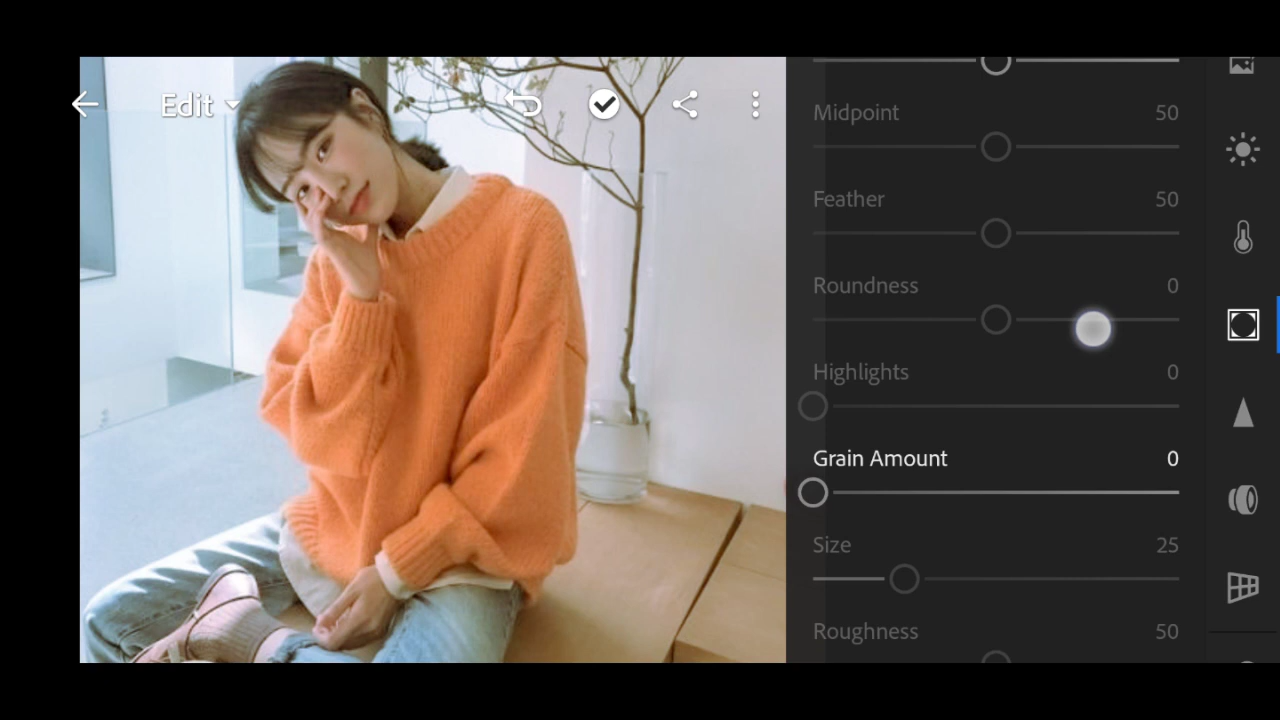 Edit
Midpoint 50
Feather 50
Roundness 0
Highlights 0
Grain Amount 0
Size 25
Roughness 50